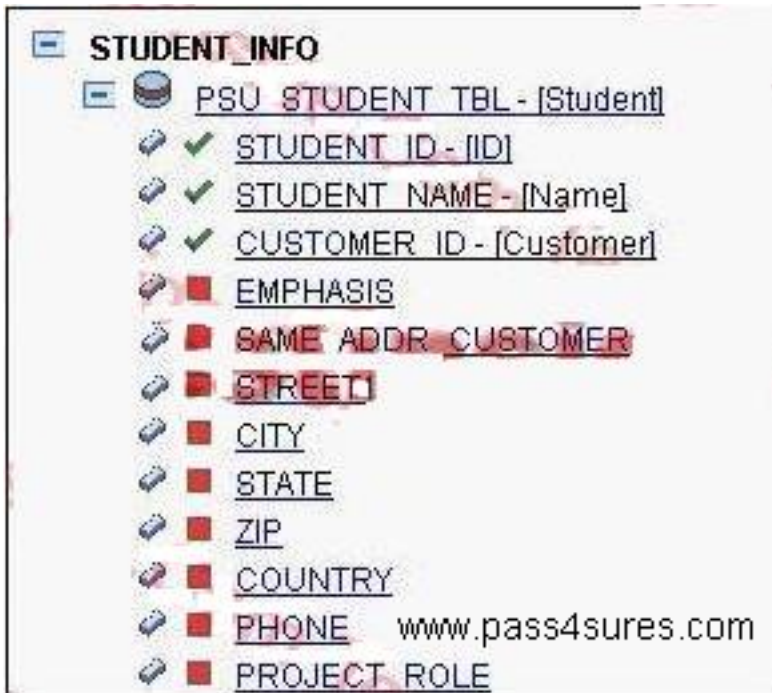 STUDENT_INFO
PSU_STUDENT_TBL - [Student]
STUDENT_ID - [ID]
STUDENT_NAME - [Name]
CUSTOMER_ID - [Customer]
EMPHASIS
SAME_ADDR_CUSTOMER
STREET1
CITY
STATE
ZIP
COUNTRY
PHONE www.pass4sures.com
PROJECT_ROLE